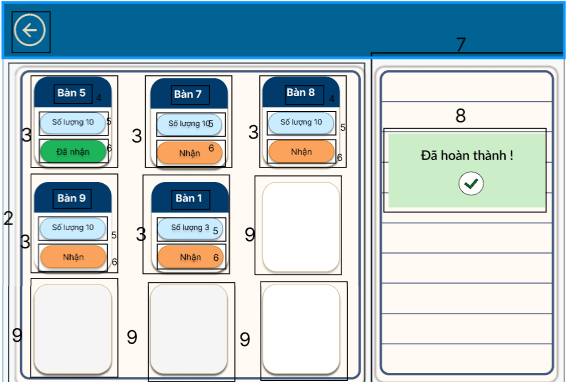 7
Bàn 5 4
Số lượng 10 5
3 Đã nhận 6
Bàn 7
Số lượng 10 5
3 Nhận 6
Bàn 8 4
Số lượng 10 5
3 Nhận 6
8
Đã hoàn thành !
2
Bàn 9
Số lượng 10 5
3 Nhận 6
Bàn 1
Số lượng 3 5
3 Nhận 6
9
9
9
9